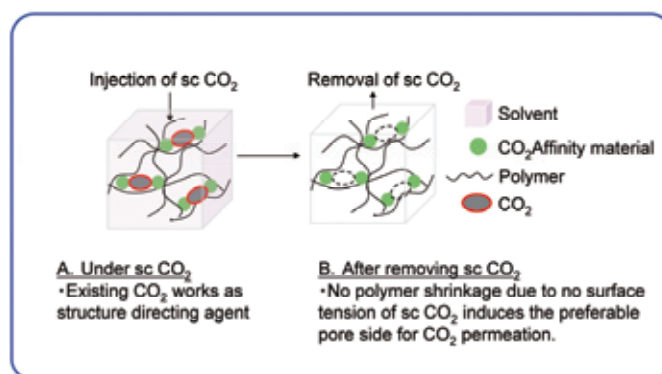 Injection of sc CO₂
Removal of sc CO₂
Solvent
CO₂Affinity material
Polymer
CO₂
A. Under sc CO₂
・Existing CO₂ works as
structure directing agent
B. After removing sc CO₂
・No polymer shrinkage due to no surface
tension of sc CO₂ induces the preferable
pore side for CO₂ permeation.